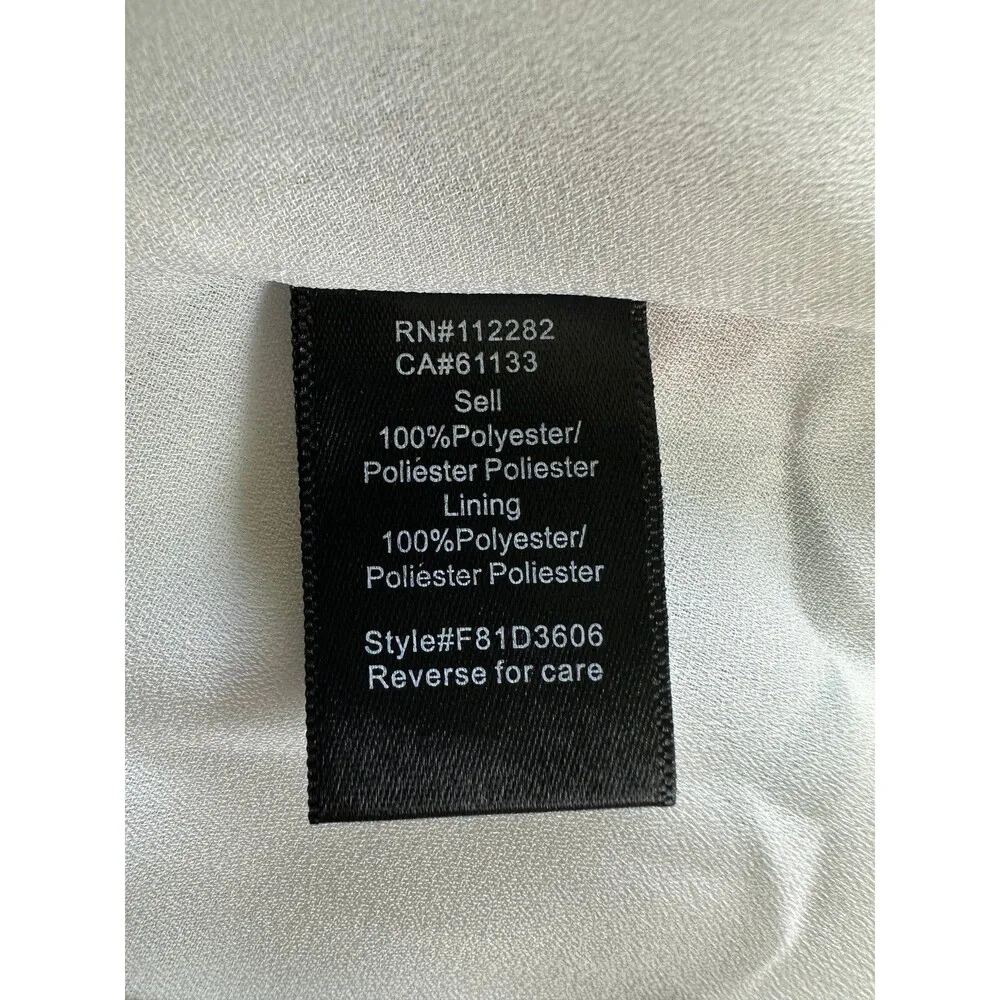 RN#112282
CA#61133
Sell
100%Polyester/
Poliéster Poliester
Lining
100%Polyester/
Poliéster Poliester
Style#F81D3606
Reverse for care